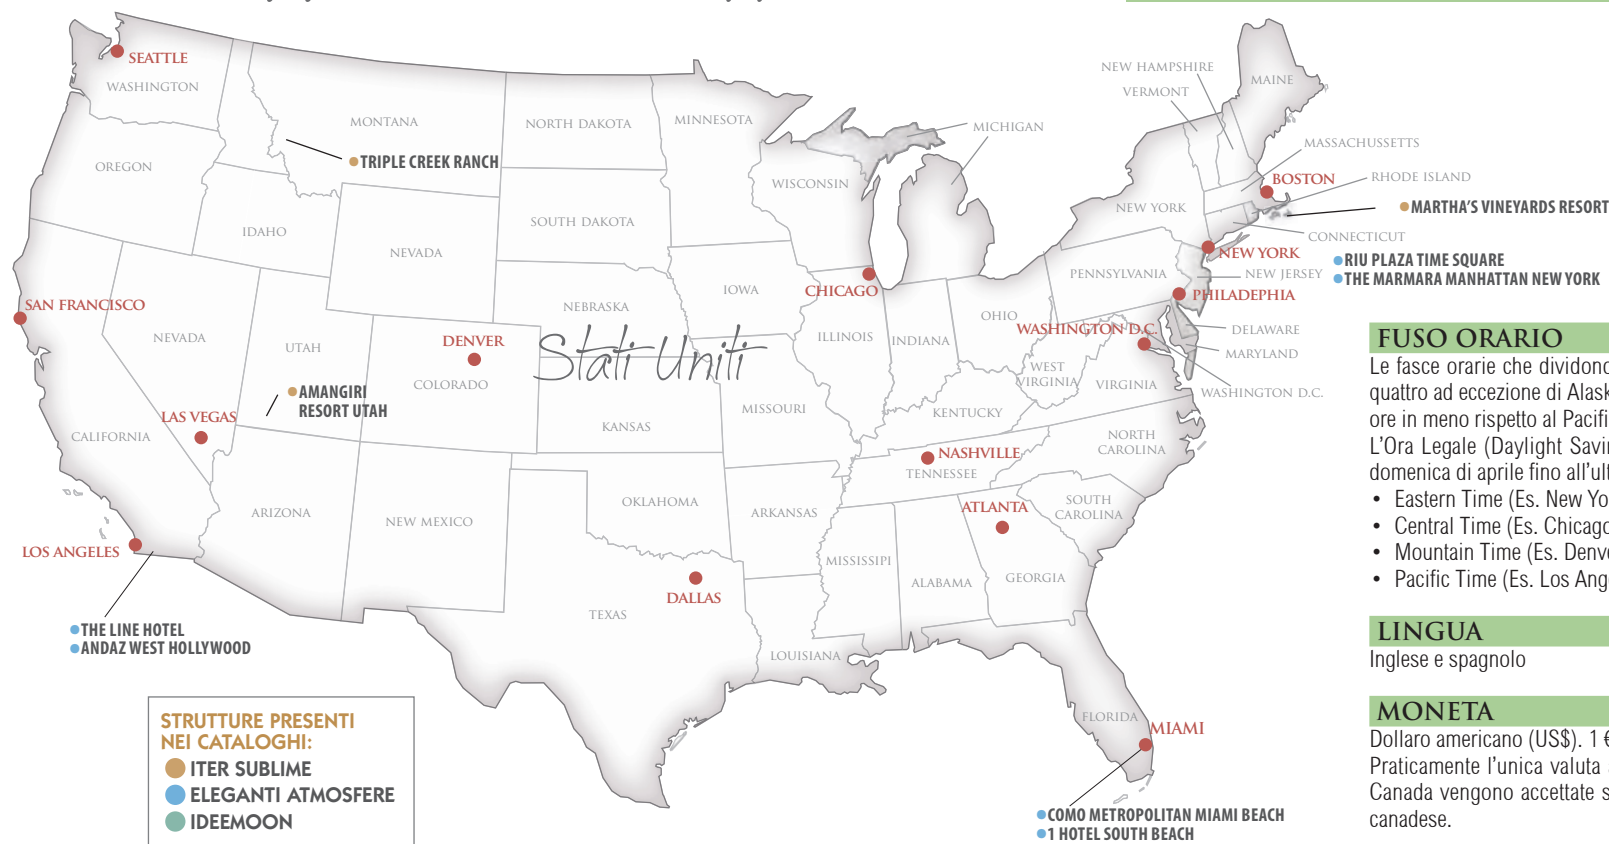 SEATTLE
WASHINGTON
OREGON
MONTANA
TRIPLE CREEK RANCH
IDAHO
NEVADA
NORTH DAKOTA
SOUTH DAKOTA
NEBRASKA
MINNESOTA
WISCONSIN
IOWA
MICHIGAN
NEW HAMPSHIRE
VERMONT
MAINE
MASSACHUSSETTS
BOSTON
RHODE ISLAND
MARTHA'S VINEYARDS RESORT
NEW YORK
CONNECTICUT
NEW YORK
RIU PLAZA TIME SQUARE
THE MARMARA MANHATTAN NEW YORK
PENNSYLVANIA
NEW JERSEY
PHILADEPHIA
SAN FRANCISCO
NEVADA
UTAH
DENVER
COLORADO
Stati Uniti
CHICAGO
ILLINOIS
INDIANA
OHIO
WASHINGTON D.C.
DELAWARE
MARYLAND
WASHINGTON D.C.
WEST
VIRGINIA
VIRGINIA
AMANGIRI
RESORT UTAH
LAS VEGAS
CALIFORNIA
KANSAS
MISSOURI
KENTUCKY
NORTH
CAROLINA
NASHVILLE
TENNESSEE
ARIZONA
NEW MEXICO
OKLAHOMA
ARKANSAS
ATLANTA
SOUTH
CAROLINA
LOS ANGELES
MISSISSIPI
ALABAMA
GEORGIA
DALLAS
TEXAS
LOUISIANA
THE LINE HOTEL
ANDAZ WEST HOLLYWOOD
FLORIDA
MIAMI
COMO METROPOLITAN MIAMI BEACH
1 HOTEL SOUTH BEACH
STRUTTURE PRESENTI
NEI CATALOGHI:
ITER SUBLIME
ELEGANTI ATMOSFERE
IDEEMOON
FUSO ORARIO
Le fasce orarie che dividono
quattro ad eccezione di Alask
ore in meno rispetto al Pacifi
L'Ora Legale (Daylight Savin
domenica di aprile fino all'ult
• Eastern Time (Es. New Yo
• Central Time (Es. Chicago
• Mountain Time (Es. Denve
• Pacific Time (Es. Los Ang
LINGUA
Inglese e spagnolo
MONETA
Dollaro americano (US$). 1 €
Praticamente l'unica valuta a
Canada vengono accettate s
canadese.